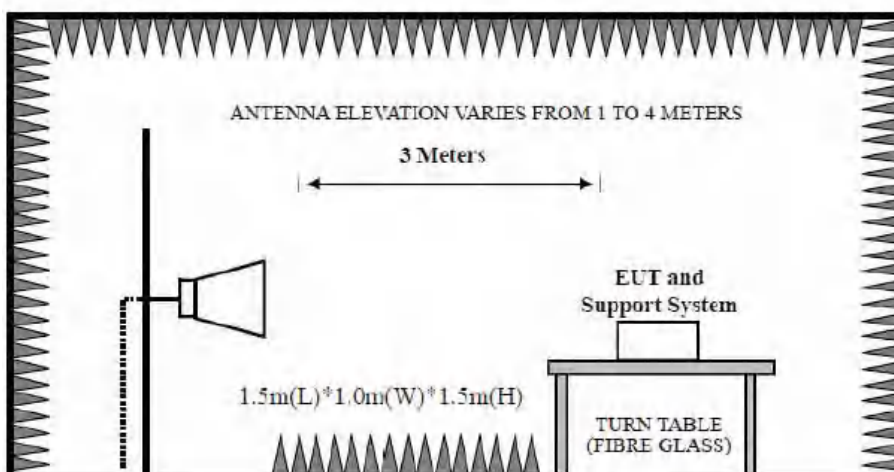 ANTENNA ELEVATION VARIES FROM 1 TO 4 METERS
3 Meters
EUT and
Support System
1.5m(L)*1.0m(W)*1.5m(H)
TURN TABLE
(FIBRE GLASS)